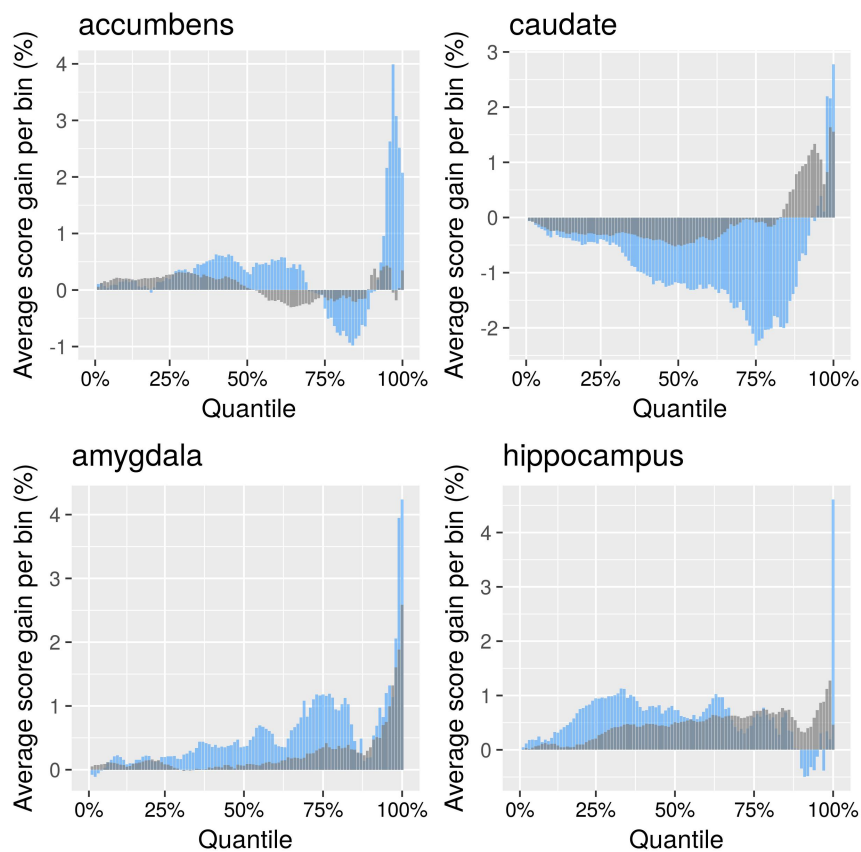 accumbens
Average score gain per bin (%)
4
3
2
1
0
-1
0% 25% 50% 75% 100%
Quantile
caudate
Average score gain per bin (%)
3
2
1
0
-1
-2
0% 25% 50% 75% 100%
Quantile
amygdala
Average score gain per bin (%)
4
3
2
1
0
0% 25% 50% 75% 100%
Quantile
hippocampus
Average score gain per bin (%)
4
3
2
1
0
0% 25% 50% 75% 100%
Quantile